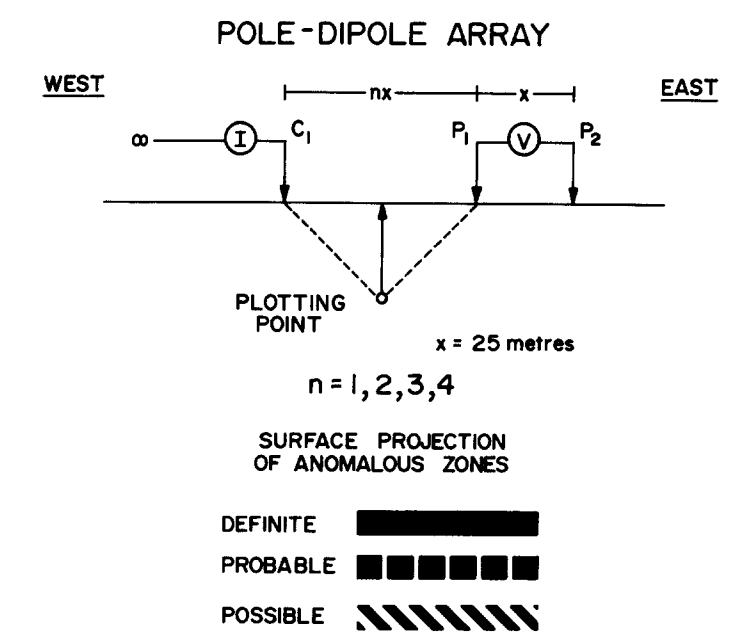 POLE-DIPOLE ARRAY
WEST
EAST
nx
x
∞ I C1
P1 V P2
PLOTTING
POINT
x = 25 metres
n = 1,2,3,4
SURFACE PROJECTION
OF ANOMALOUS ZONES
DEFINITE
PROBABLE
POSSIBLE